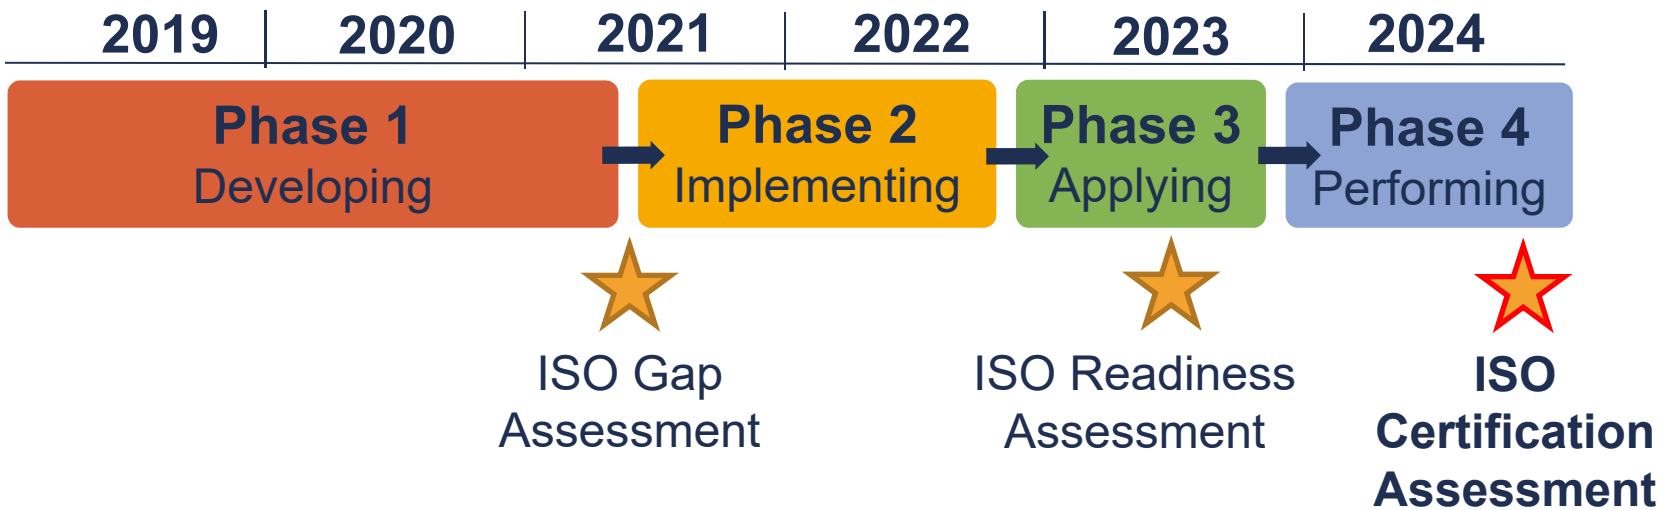 2019 2020 2021 2022 2023 2024
Phase 1
Developing
Phase 2
Implementing
Phase 3
Applying
Phase 4
Performing
ISO Gap
Assessment
ISO Readiness
Assessment
ISO
Certification
Assessment